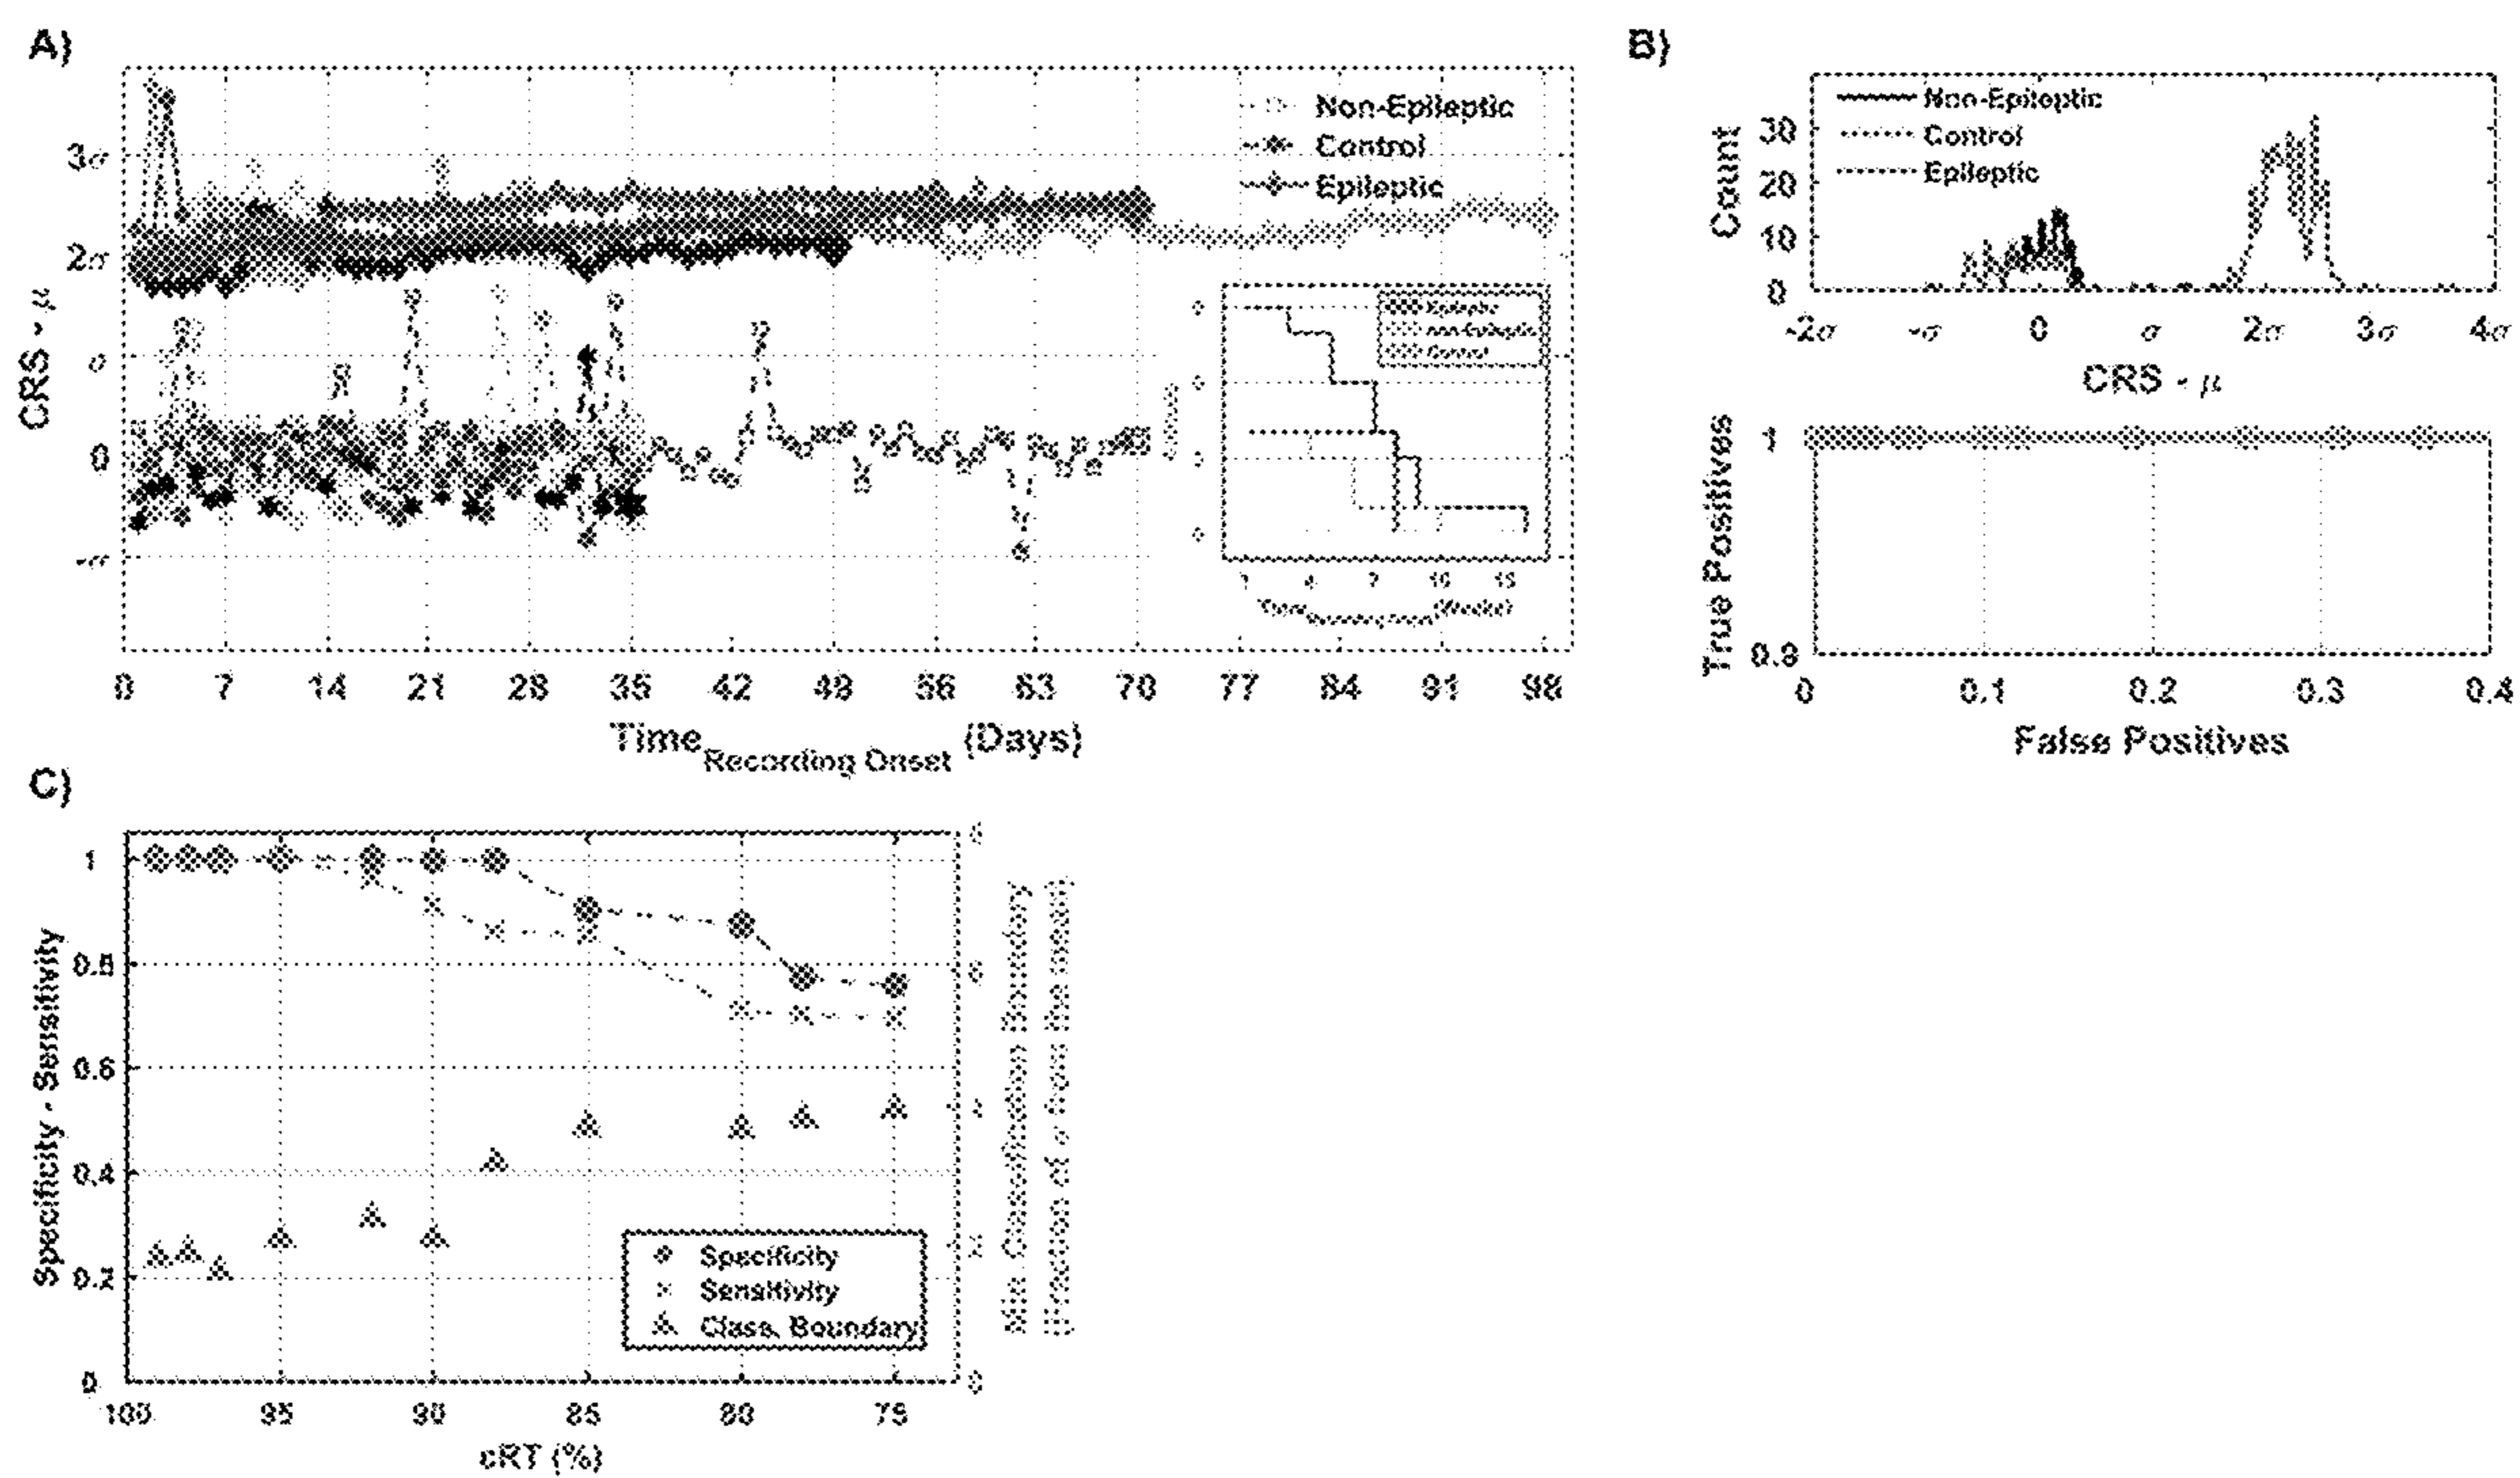 A)
B)
Non-Epileptic
Control
Epileptic
3σ
2σ
σ
0
-σ
CRS - μ
0 7 14 21 28 35 42 49 56 63 70 77 84 91 98
Time Recording Onset (Days)
Non-Epileptic
Control
Epileptic
Count
30
20
10
0
-2σ -σ 0 σ 2σ 3σ 4σ
CRS - μ
True Positives
1
0.9
0 0.1 0.2 0.3 0.4
False Positives
C)
Specificity - Sensitivity
1
0.8
0.6
0.4
0.2
0
Specificity
Sensitivity
Class. Boundary
Min. Classification Boundary
100 95 90 85 80 75
cRT (%)